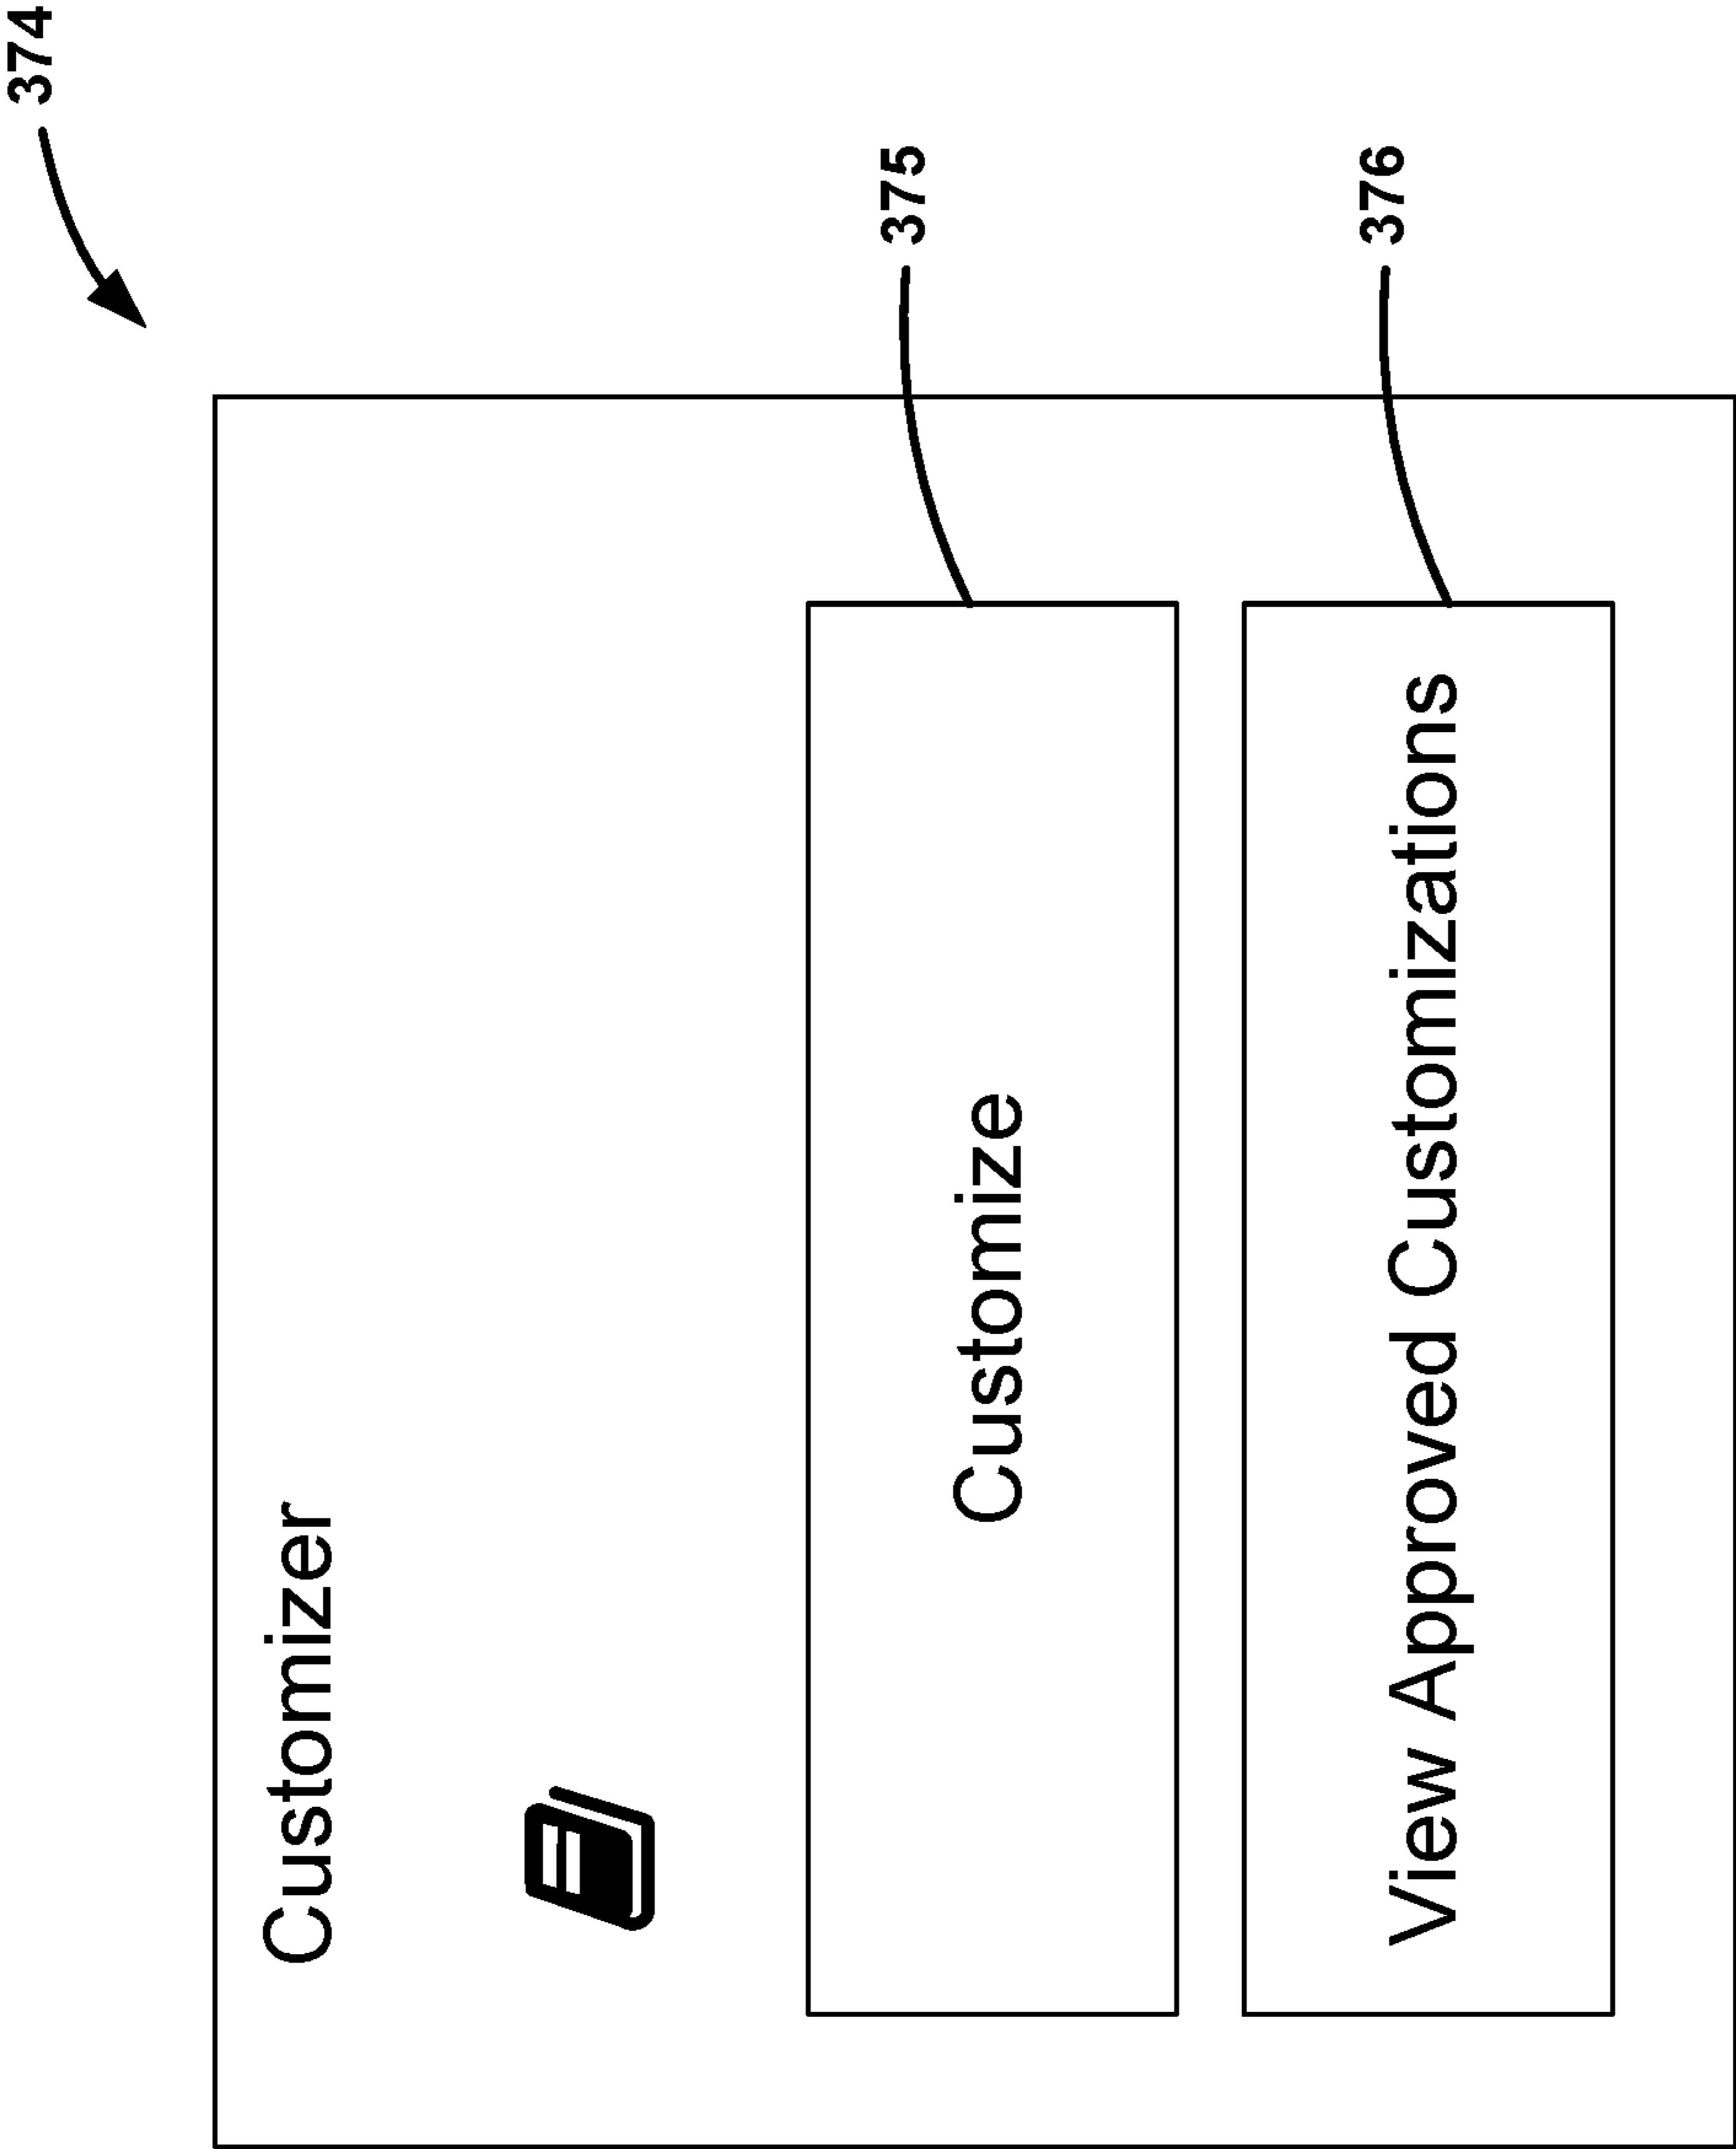 374
Customizer
Customize
375
View Approved Customizations
376